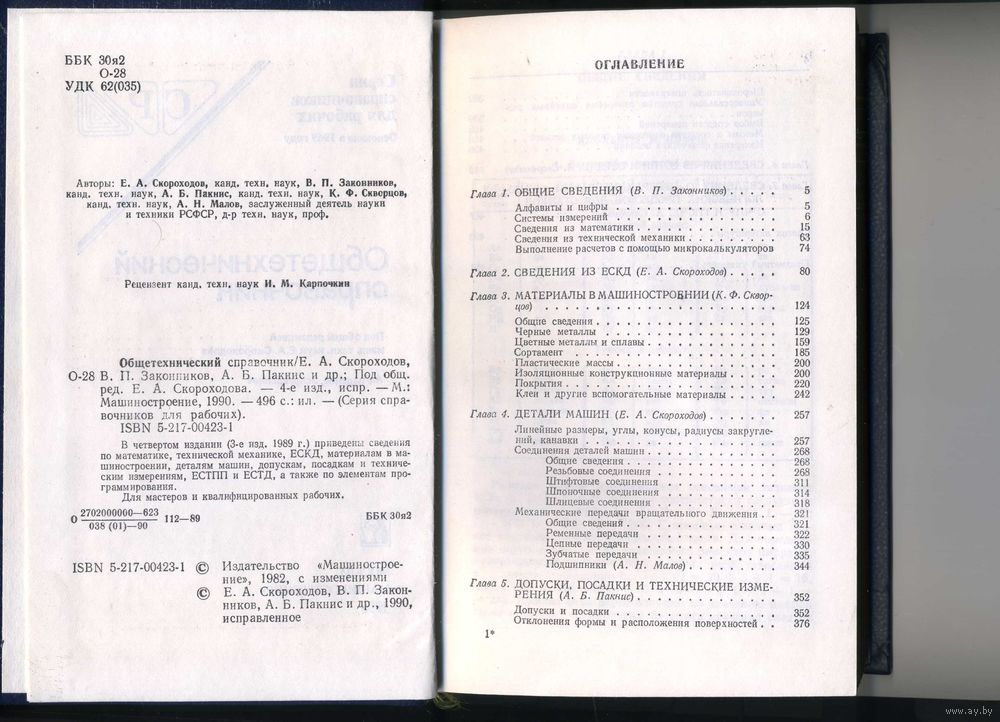 ББК 30я2
О-28
УДК 62(035)
Авторы: Е. А. Скороходов, канд. техн. наук, В. П. Законников,
канд. техн. наук, А. Б. Пакнис, канд. техн. наук, К. Ф. Скворцов,
канд. техн. наук, А. Н. Малов, заслуженный деятель науки
и техники РСФСР, д-р техн. наук, проф.
Рецензент канд. техн. наук И. М. Карпочкин
Общетехнический справочник/Е. А. Скороходов,
О-28 В. П. Законников, А. Б. Пакнис и др.; Под общ.
ред. Е. А. Скороходова. — 4-е изд., испр. — М.:
Машиностроение, 1990. — 496 с.: ил. — (Серия спра-
вочников для рабочих).
ISBN 5-217-00423-1
В четвертом издании (3-е изд. 1989 г.) приведены сведения
по математике, технической механике, ЕСКД, материалам в ма-
шиностроении, деталям машин, допускам, посадкам и техниче-
ским измерениям, ЕСТПП и ЕСТД, а также по элементам про-
граммирования.
Для мастеров и квалифицированных рабочих.
О 2702000000—623 / 038 (01)—90 112—89 ББК 30я2
ISBN 5-217-00423-1 © Издательство «Машинострое-
ние», 1982, с изменениями
© Е. А. Скороходов, В. П. Закон-
ников, А. Б. Пакнис и др., 1990,
исправленное
ОГЛАВЛЕНИЕ
Глава 1. ОБЩИЕ СВЕДЕНИЯ (В. П. Законников) . . . . . 5
Алфавиты и цифры . . . . . 5
Системы измерений . . . . . 6
Сведения из математики . . . . . 15
Сведения из технической механики . . . . . 63
Выполнение расчетов с помощью микрокалькуляторов 74
Глава 2. СВЕДЕНИЯ ИЗ ЕСКД (Е. А. Скороходов) . . . . . 80
Глава 3. МАТЕРИАЛЫ В МАШИНОСТРОЕНИИ (К. Ф. Сквор-
цов) . . . . . 124
Общие сведения . . . . . 125
Черные металлы . . . . . 129
Цветные металлы и сплавы . . . . . 159
Сортамент . . . . . 185
Пластические массы . . . . . 200
Изоляционные конструкционные материалы . . . . . 200
Покрытия . . . . . 220
Клеи и другие вспомогательные материалы . . . . . 242
Глава 4. ДЕТАЛИ МАШИН (Е. А. Скороходов) . . . . . 257
Линейные размеры, углы, конусы, радиусы закругле-
ний, канавки . . . . . 257
Соединения деталей машин . . . . . 268
Общие сведения . . . . . 268
Резьбовые соединения . . . . . 268
Штифтовые соединения . . . . . 311
Шпоночные соединения . . . . . 314
Шлицевые соединения . . . . . 318
Механические передачи вращательного движения . . . 321
Общие сведений . . . . . 321
Ременные передачи . . . . . 322
Цепные передачи . . . . . 330
Зубчатые передачи . . . . . 335
Подшипники (А. Н. Малов) . . . . . 344
Глава 5. ДОПУСКИ, ПОСАДКИ И ТЕХНИЧЕСКИЕ ИЗМЕ-
РЕНИЯ (А. Б. Пакнис) . . . . . 352
Допуски и посадки . . . . . 352
Отклонения формы и расположения поверхностей . . 376
1*
www.ay.by